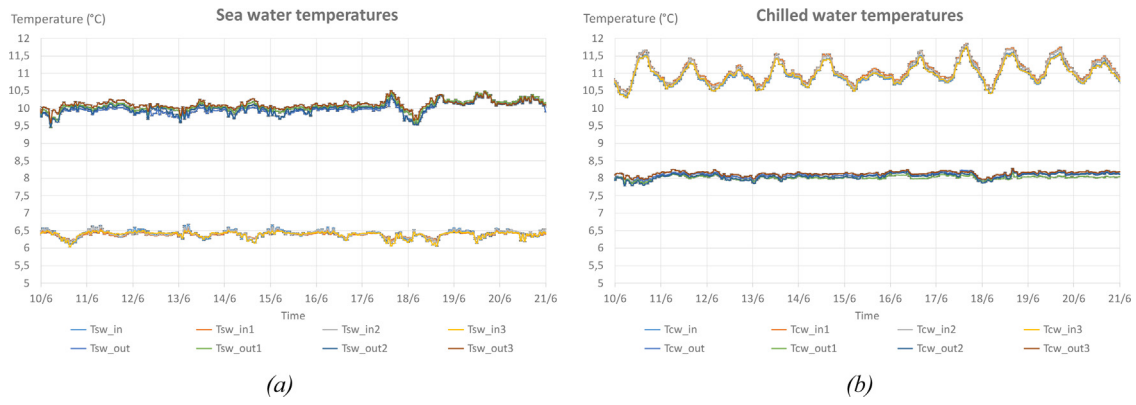 Sea water temperatures
Temperature (°C)
12
11,5
11
10,5
10
9,5
9
8,5
8
7,5
7
6,5
6
5,5
5
10/6 11/6 12/6 13/6 14/6 15/6 16/6 17/6 18/6 19/6 20/6 21/6
Time
Tsw_in Tsw_in1 Tsw_in2 Tsw_in3
Tsw_out Tsw_out1 Tsw_out2 Tsw_out3
(a)
Chilled water temperatures
Temperature (°C)
12
11,5
11
10,5
10
9,5
9
8,5
8
7,5
7
6,5
6
5,5
5
10/6 11/6 12/6 13/6 14/6 15/6 16/6 17/6 18/6 19/6 20/6 21/6
Time
Tcw_in Tcw_in1 Tcw_in2 Tcw_in3
Tcw_out Tcw_out1 Tcw_out2 Tcw_out3
(b)